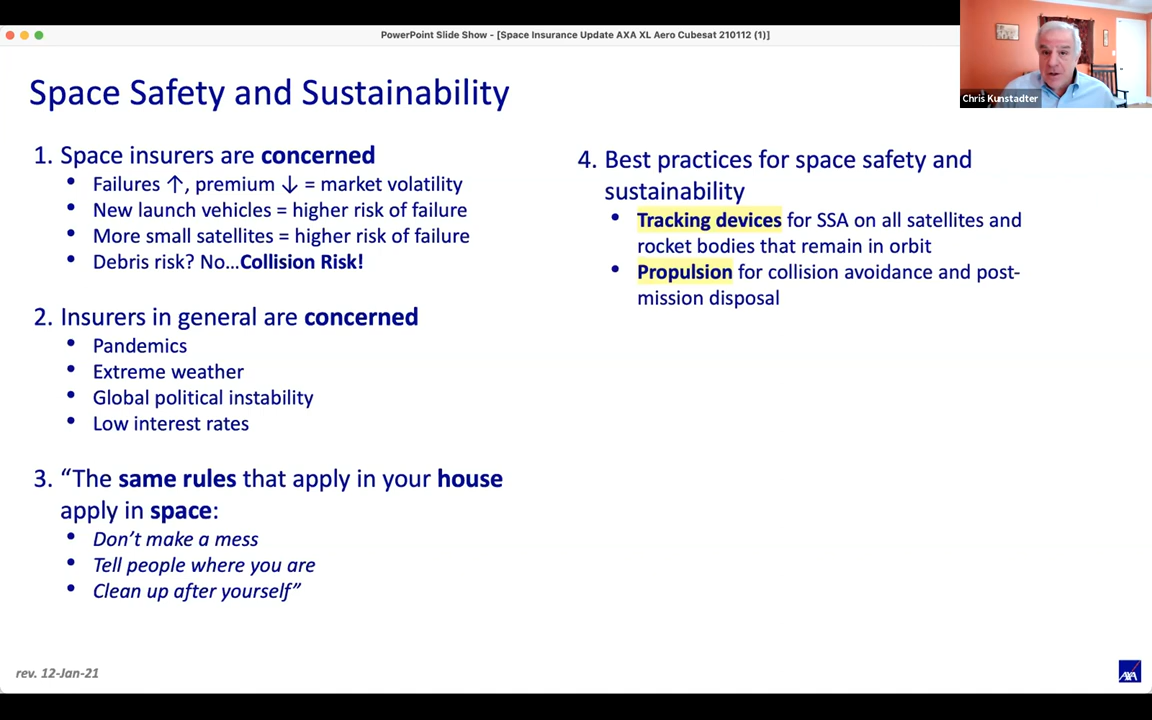 PowerPoint Slide Show - [Space Insurance Update AXA XL Aero Cubesat 210112 (1)]
Chris Kunstadter
Space Safety and Sustainability
1. Space insurers are concerned
• Failures ↑, premium ↓ = market volatility
• New launch vehicles = higher risk of failure
• More small satellites = higher risk of failure
• Debris risk? No...Collision Risk!
2. Insurers in general are concerned
• Pandemics
• Extreme weather
• Global political instability
• Low interest rates
3. “The same rules that apply in your house
apply in space:
• Don’t make a mess
• Tell people where you are
• Clean up after yourself”
4. Best practices for space safety and
sustainability
• Tracking devices for SSA on all satellites and
rocket bodies that remain in orbit
• Propulsion for collision avoidance and post-
mission disposal
rev. 12-Jan-21
AXA